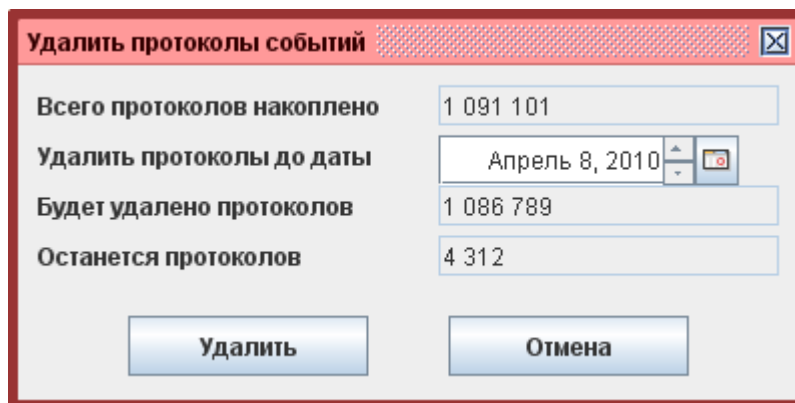 Удалить протоколы событий
Всего протоколов накоплено 1 091 101
Удалить протоколы до даты Апрель 8, 2010
Будет удалено протоколов 1 086 789
Останется протоколов 4 312
Удалить Отмена